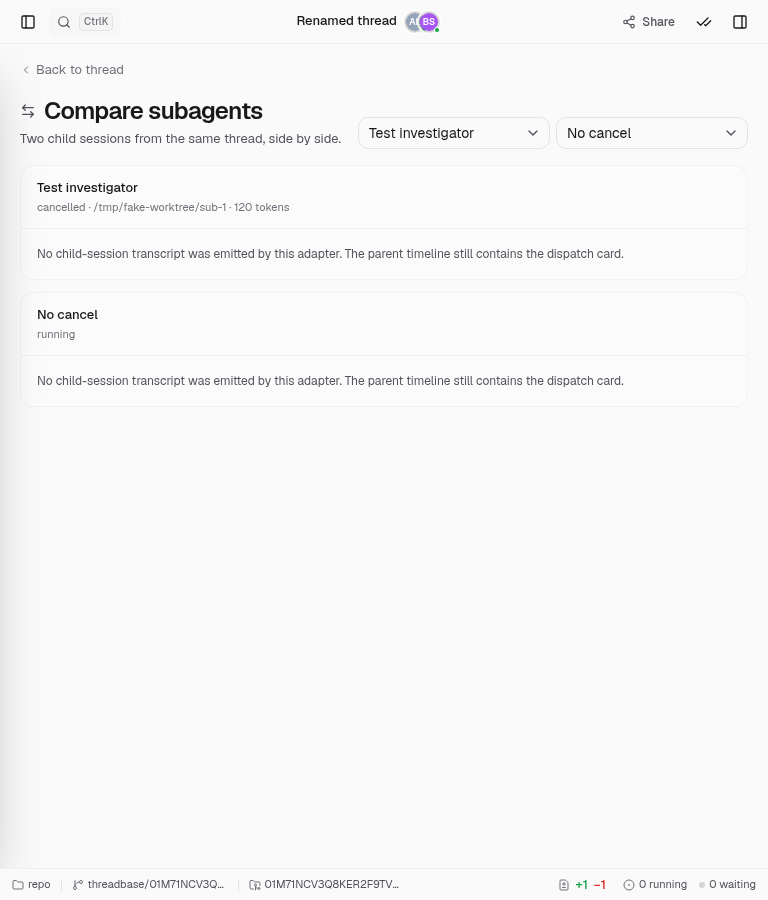 CtrlK
Renamed thread
BS
Share
Back to thread
Compare subagents
Two child sessions from the same thread, side by side.
Test investigator
No cancel
Test investigator
cancelled · /tmp/fake-worktree/sub-1 · 120 tokens
No child-session transcript was emitted by this adapter. The parent timeline still contains the dispatch card.
No cancel
running
No child-session transcript was emitted by this adapter. The parent timeline still contains the dispatch card.
repo
threadbase/01M71NCV3Q…
01M71NCV3Q8KER2F9TV…
+1 −1
0 running
0 waiting